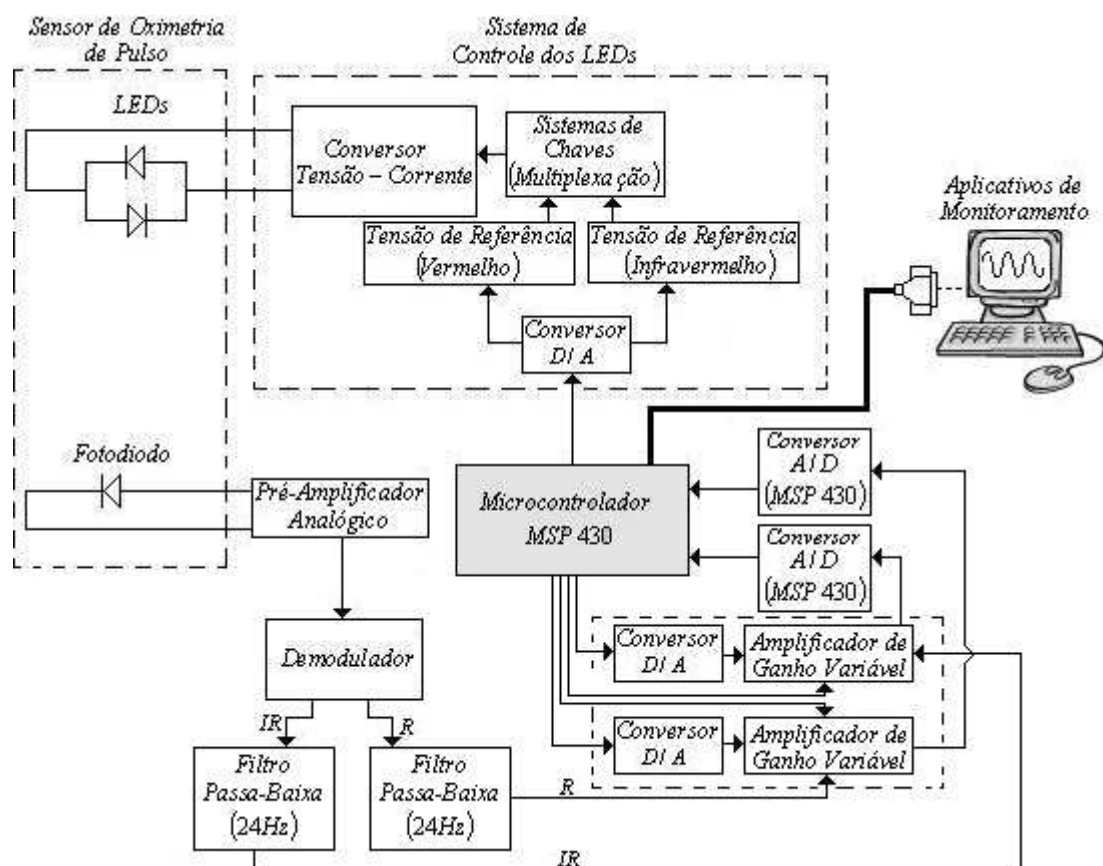 Sensor de Oximetria
de Pulso
Sistema de
Controle dos LEDs
LEDs
Conversor
Tensão – Corrente
Sistemas de
Chaves
(Multiplexação)
Tensão de Referência
(Vermelho)
Tensão de Referência
(Infravermelho)
Conversor
D/A
Aplicativos de
Monitoramento
Fotodiodo
Pré-Amplificador
Analógico
Microcontrolador
MSP 430
Conversor
A/D
(MSP 430)
Conversor
A/D
(MSP 430)
Demodulador
Conversor
D/A
Amplificador de
Ganho Variável
Conversor
D/A
Amplificador de
Ganho Variável
IR
R
Filtro
Passa-Baixa
(24Hz)
Filtro
Passa-Baixa
(24Hz)
R
IR